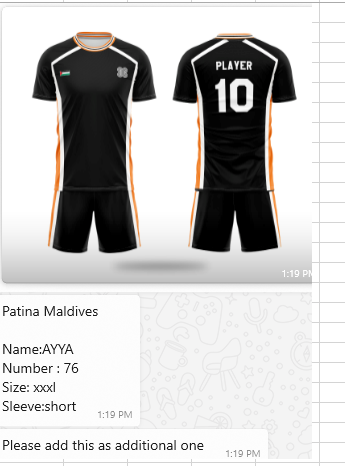 PLAYER
10
1:19 PM
Patina Maldives
Name:AYYA
Number : 76
Size: xxxl
Sleeve:short
1:19 PM
Please add this as additional one
1:19 PM